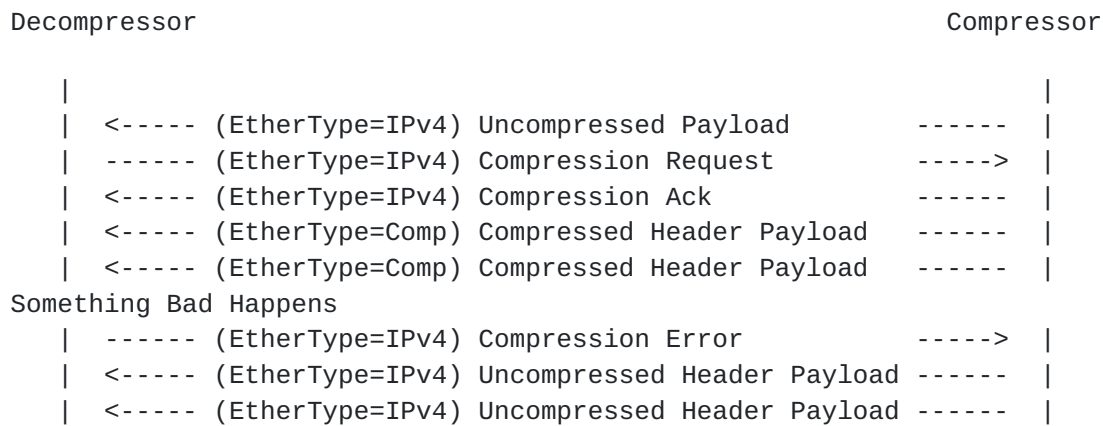 Decompressor                                               Compressor
   |                                                             |
   |  <----- (EtherType=IPv4) Uncompressed Payload        ------  |
   |  ------ (EtherType=IPv4) Compression Request         ----->  |
   |  <----- (EtherType=IPv4) Compression Ack             ------  |
   |  <----- (EtherType=Comp) Compressed Header Payload   ------  |
   |  <----- (EtherType=Comp) Compressed Header Payload   ------  |
Something Bad Happens
   |  ------ (EtherType=IPv4) Compression Error           ----->  |
   |  <----- (EtherType=IPv4) Uncompressed Header Payload ------  |
   |  <----- (EtherType=IPv4) Uncompressed Header Payload ------  |